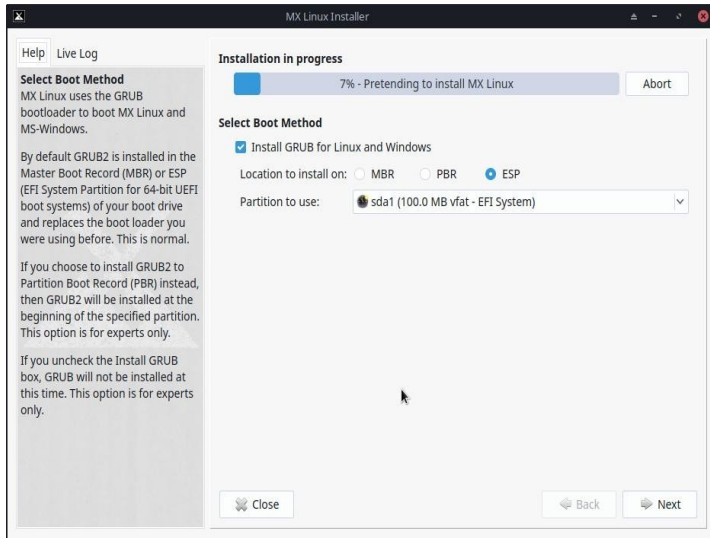 MX Linux Installer
Help
Live Log
Select Boot Method
MX Linux uses the GRUB
bootloader to boot MX Linux and
MS-Windows.
By default GRUB2 is installed in the
Master Boot Record (MBR) or ESP
(EFI System Partition for 64-bit UEFI
boot systems) of your boot drive
and replaces the boot loader you
were using before. This is normal.
If you choose to install GRUB2 to
Partition Boot Record (PBR) instead,
then GRUB2 will be installed at the
beginning of the specified partition.
This option is for experts only.
If you uncheck the Install GRUB
box, GRUB will not be installed at
this time. This option is for experts
only.
Installation in progress
7% - Pretending to install MX Linux
Abort
Select Boot Method
Install GRUB for Linux and Windows
Location to install on: MBR PBR ESP
Partition to use: sda1 (100.0 MB vfat - EFI System)
Close
Back
Next